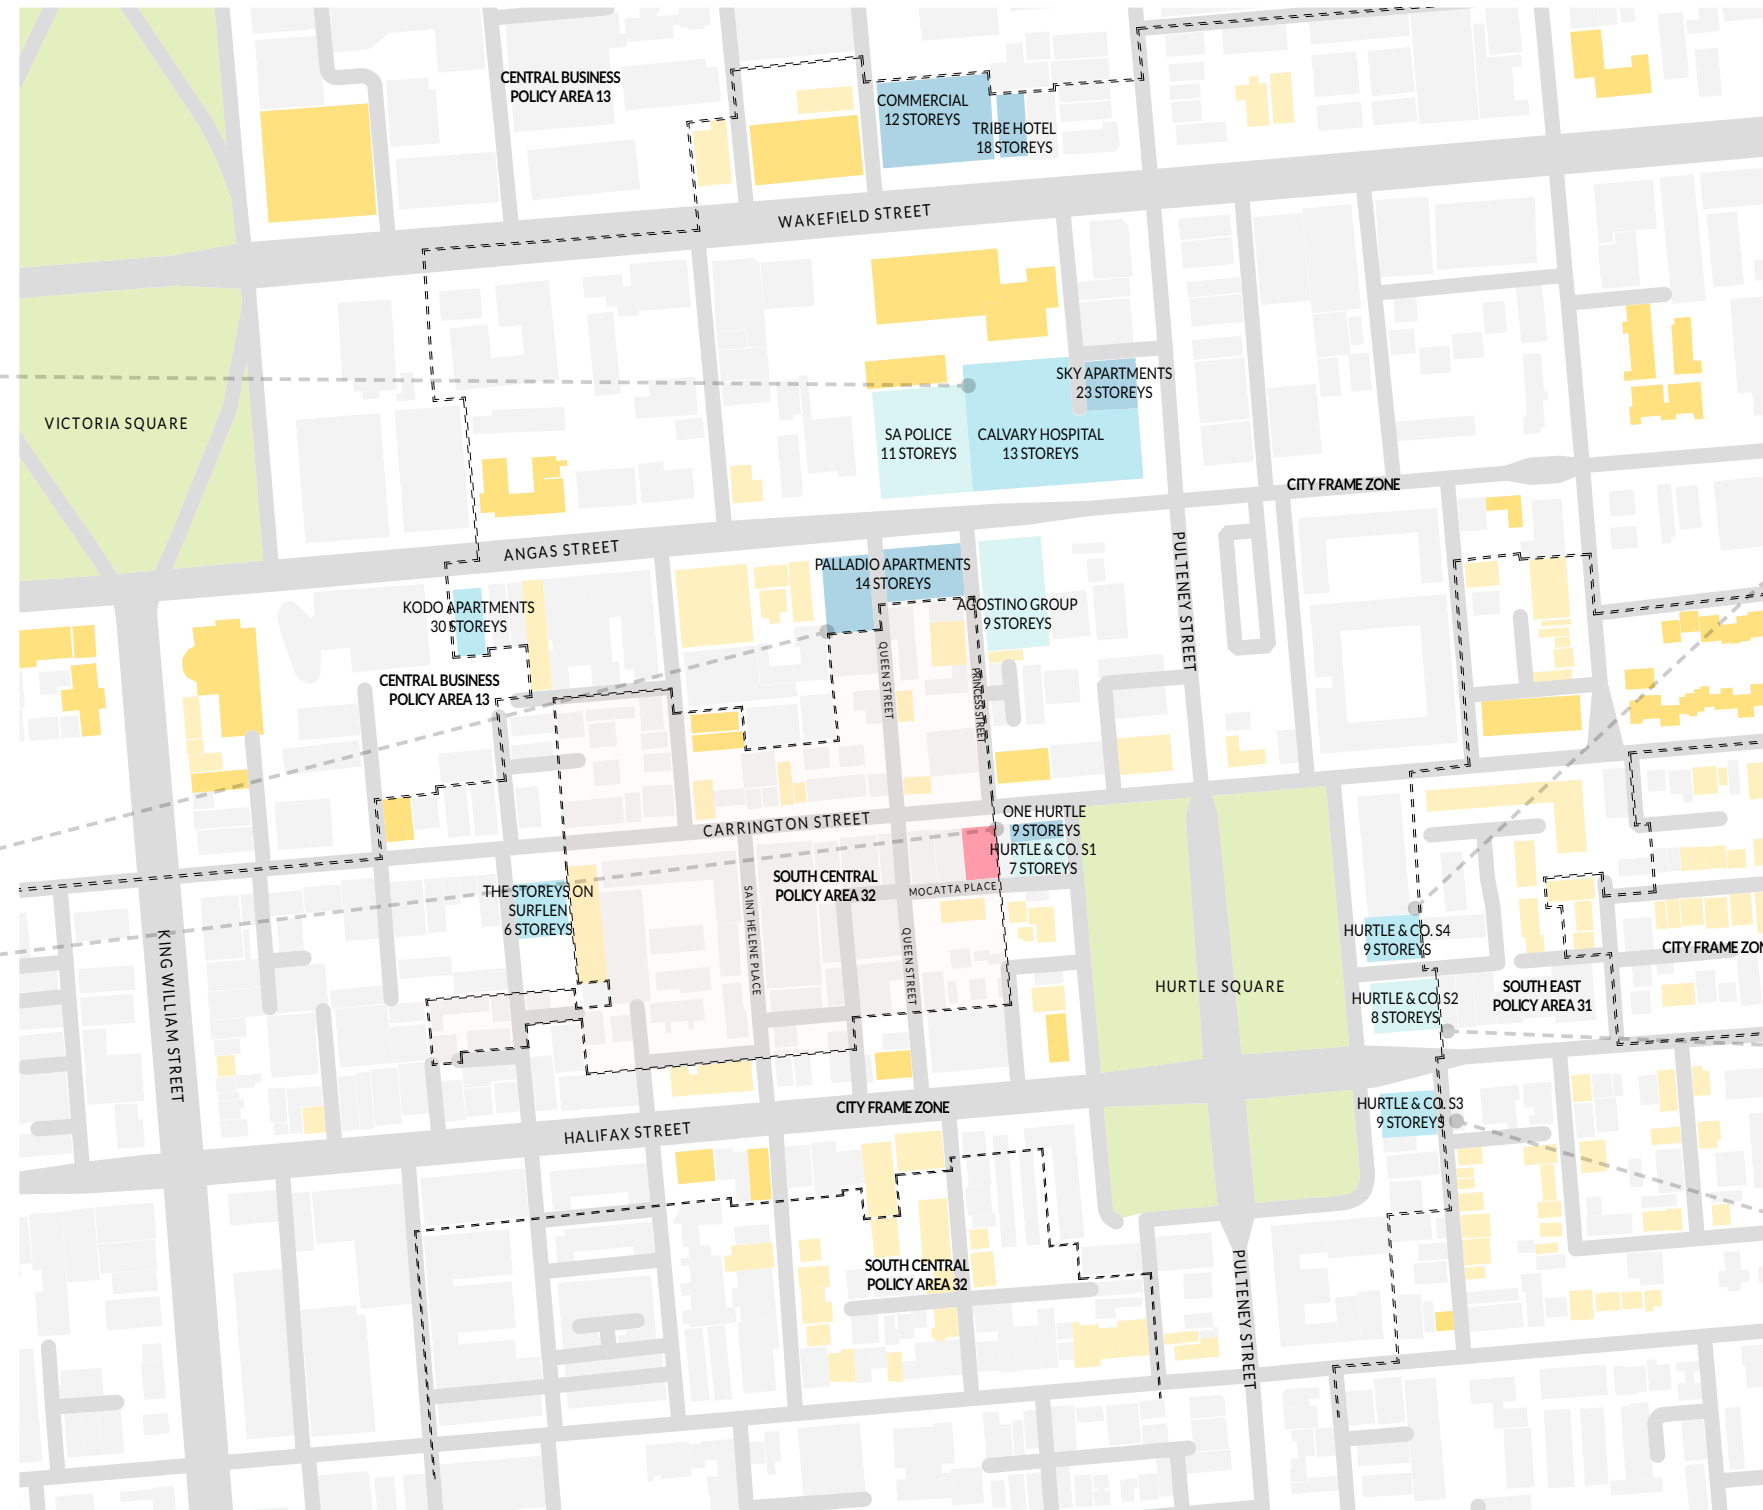 CENTRAL BUSINESS
POLICY AREA 13
COMMERCIAL
12 STOREYS
TRIBE HOTEL
18 STOREYS
WAKEFIELD STREET
VICTORIA SQUARE
SKY APARTMENTS
23 STOREYS
SA POLICE
11 STOREYS
CALVARY HOSPITAL
13 STOREYS
CITY FRAME ZONE
ANGAS STREET
PULTENEY STREET
PALLADIO APARTMENTS
14 STOREYS
KODO APARTMENTS
30 STOREYS
AGOSTINO GROUP
9 STOREYS
QUEEN STREET
PRINCESS STREET
CENTRAL BUSINESS
POLICY AREA 13
CARRINGTON STREET
ONE HURTLE
9 STOREYS
HURTLE & CO. S1
7 STOREYS
SOUTH CENTRAL
POLICY AREA 32
MOCATTA PLACE
THE STOREYS ON
SURFLEN
6 STOREYS
SAINT HELENE PLACE
QUEEN STREET
KING WILLIAM STREET
HURTLE & CO. S4
9 STOREYS
CITY FRAME ZON
HURTLE SQUARE
HURTLE & CO. S2
8 STOREYS
SOUTH EAST
POLICY AREA 31
HURTLE & CO. S3
9 STOREYS
CITY FRAME ZONE
HALIFAX STREET
SOUTH CENTRAL
POLICY AREA 32
PULTENEY STREET